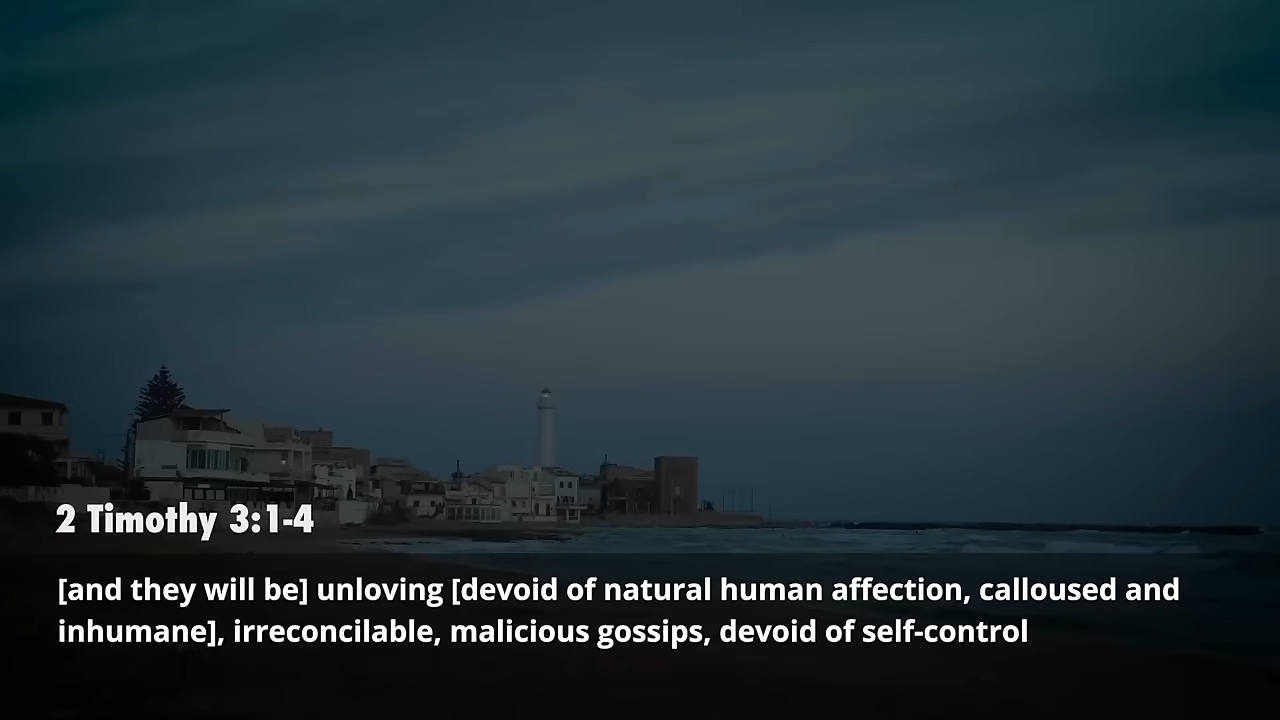 2 Timothy 3:1-4
[and they will be] unloving [devoid of natural human affection, calloused and
inhumane], irreconcilable, malicious gossips, devoid of self-control